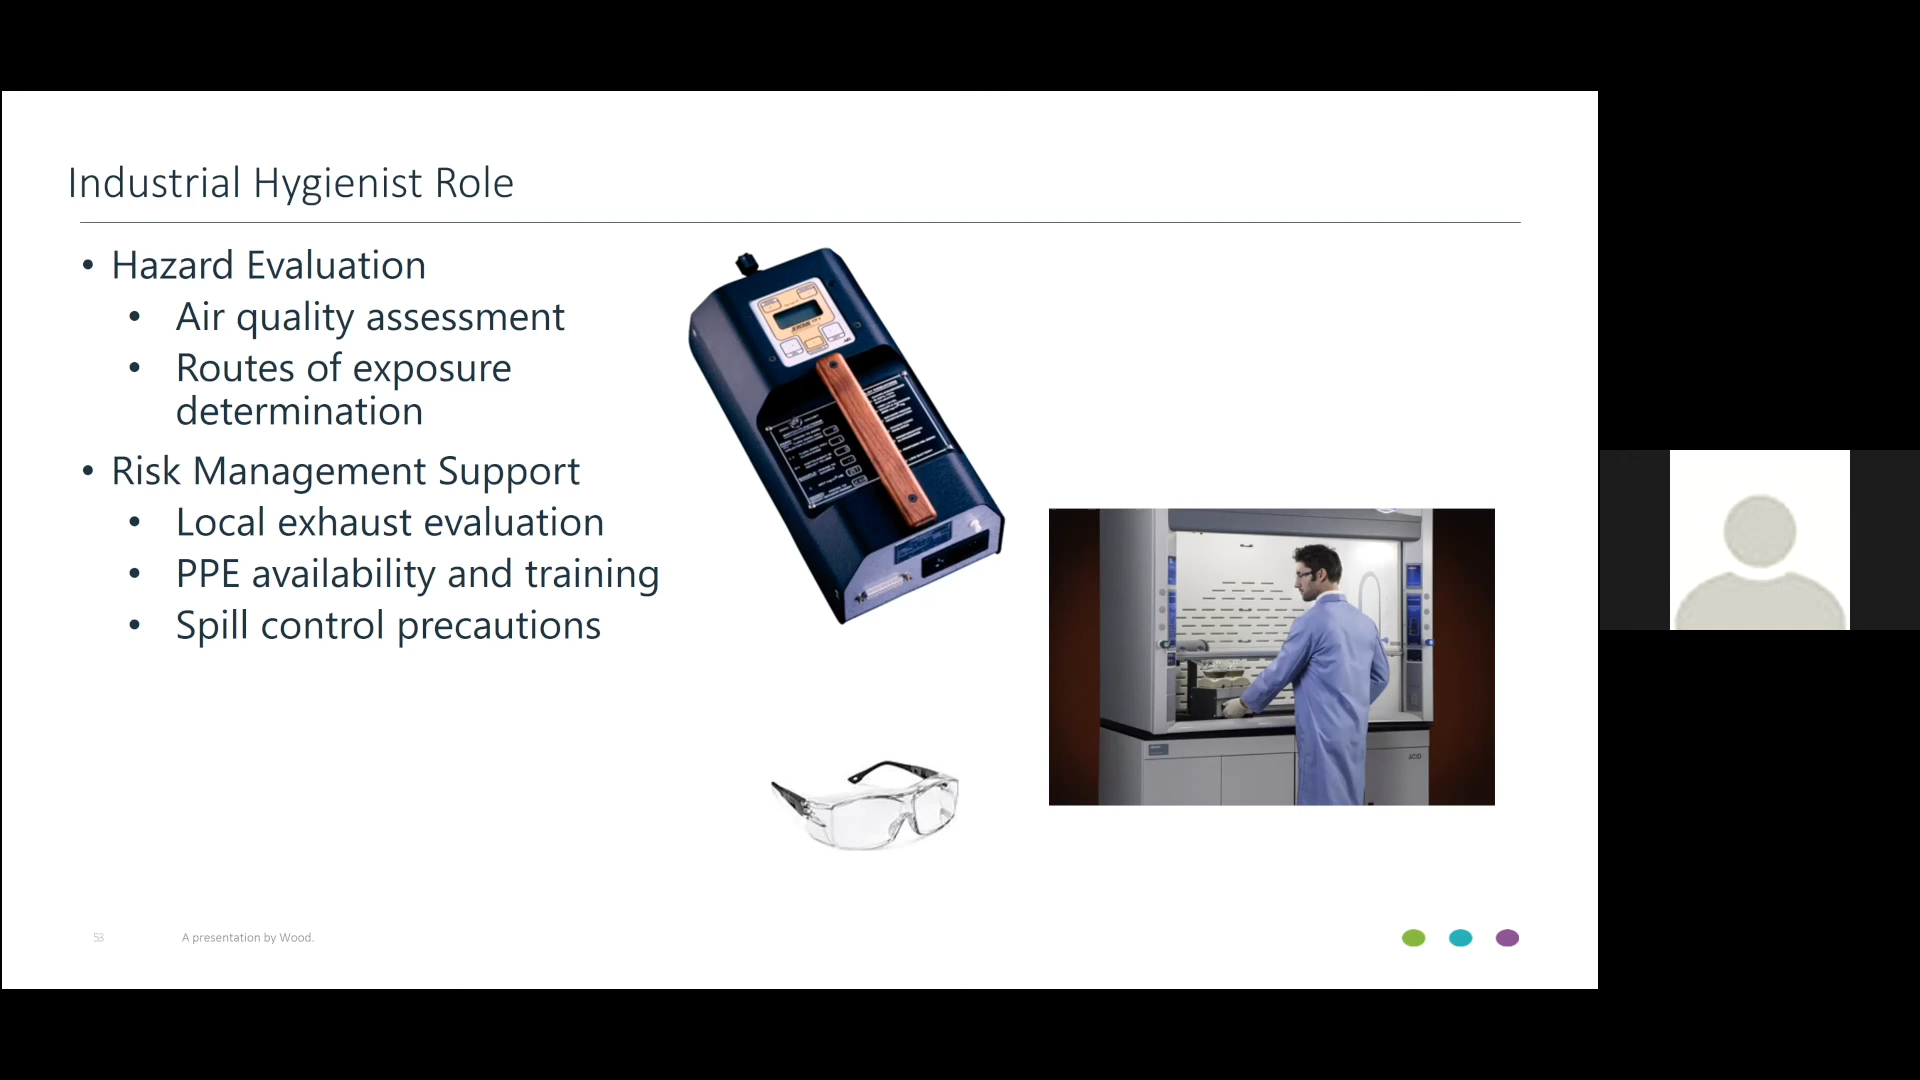 Industrial Hygienist Role
• Hazard Evaluation
• Air quality assessment
• Routes of exposure
determination
• Risk Management Support
• Local exhaust evaluation
• PPE availability and training
• Spill control precautions
ACID
53
A presentation by Wood.